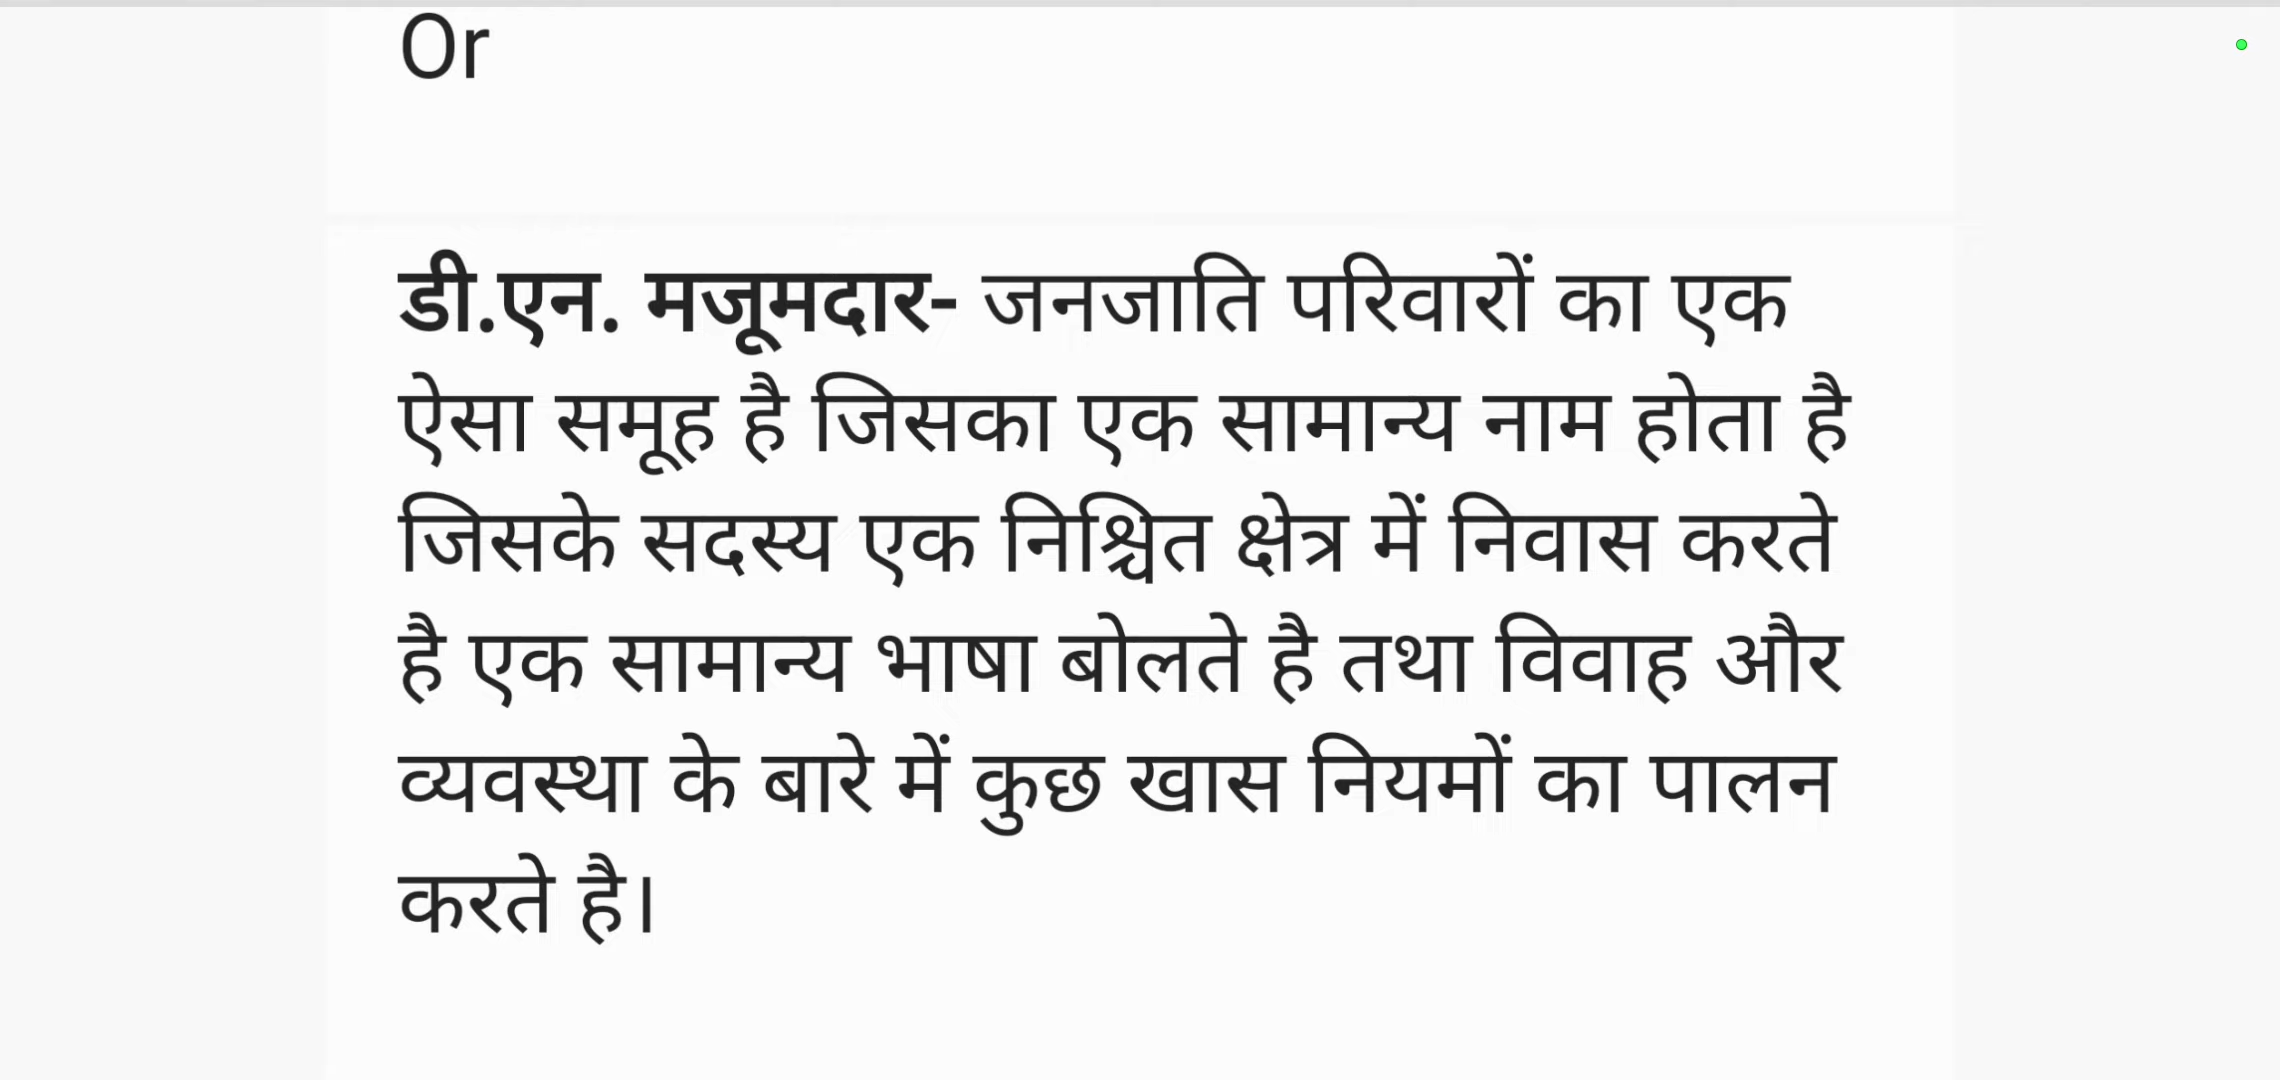 Or
डी.एन. मजूमदार- जनजाति परिवारों का एक
ऐसा समूह है जिसका एक सामान्य नाम होता है
जिसके सदस्य एक निश्चित क्षेत्र में निवास करते
है एक सामान्य भाषा बोलते है तथा विवाह और
व्यवस्था के बारे में कुछ खास नियमों का पालन
करते है।